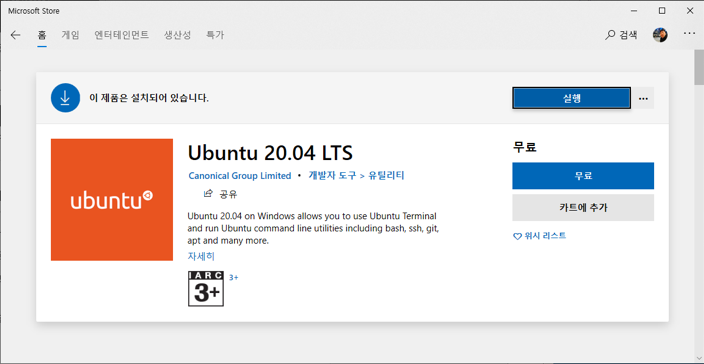 Microsoft Store
홈 게임 엔터테인먼트 생산성 특가 검색
이 제품은 설치되어 있습니다.
실행
ubuntu
Ubuntu 20.04 LTS
Canonical Group Limited • 개발자 도구 > 유틸리티
공유
Ubuntu 20.04 on Windows allows you to use Ubuntu Terminal
and run Ubuntu command line utilities including bash, ssh, git,
apt and many more.
자세히
IARC
3+
3+
무료
무료
카트에 추가
위시 리스트